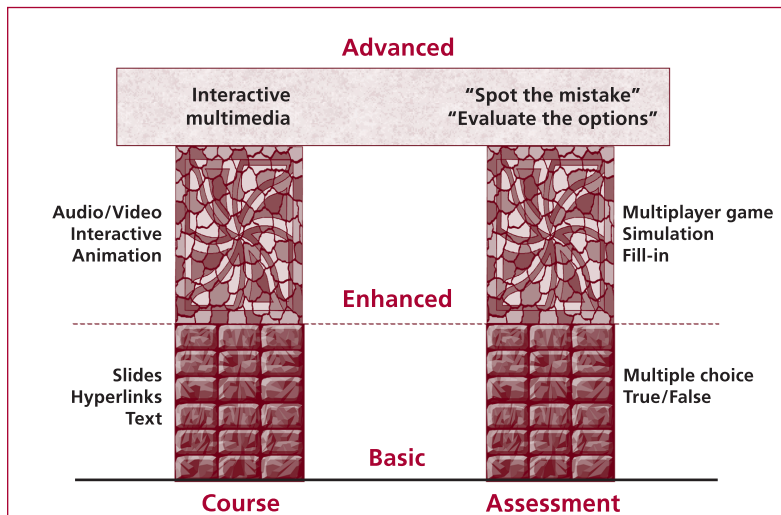 Advanced
Interactive
multimedia
“Spot the mistake”
“Evaluate the options”
Audio/Video
Interactive
Animation
Multiplayer game
Simulation
Fill-in
Enhanced
Slides
Hyperlinks
Text
Multiple choice
True/False
Basic
Course
Assessment